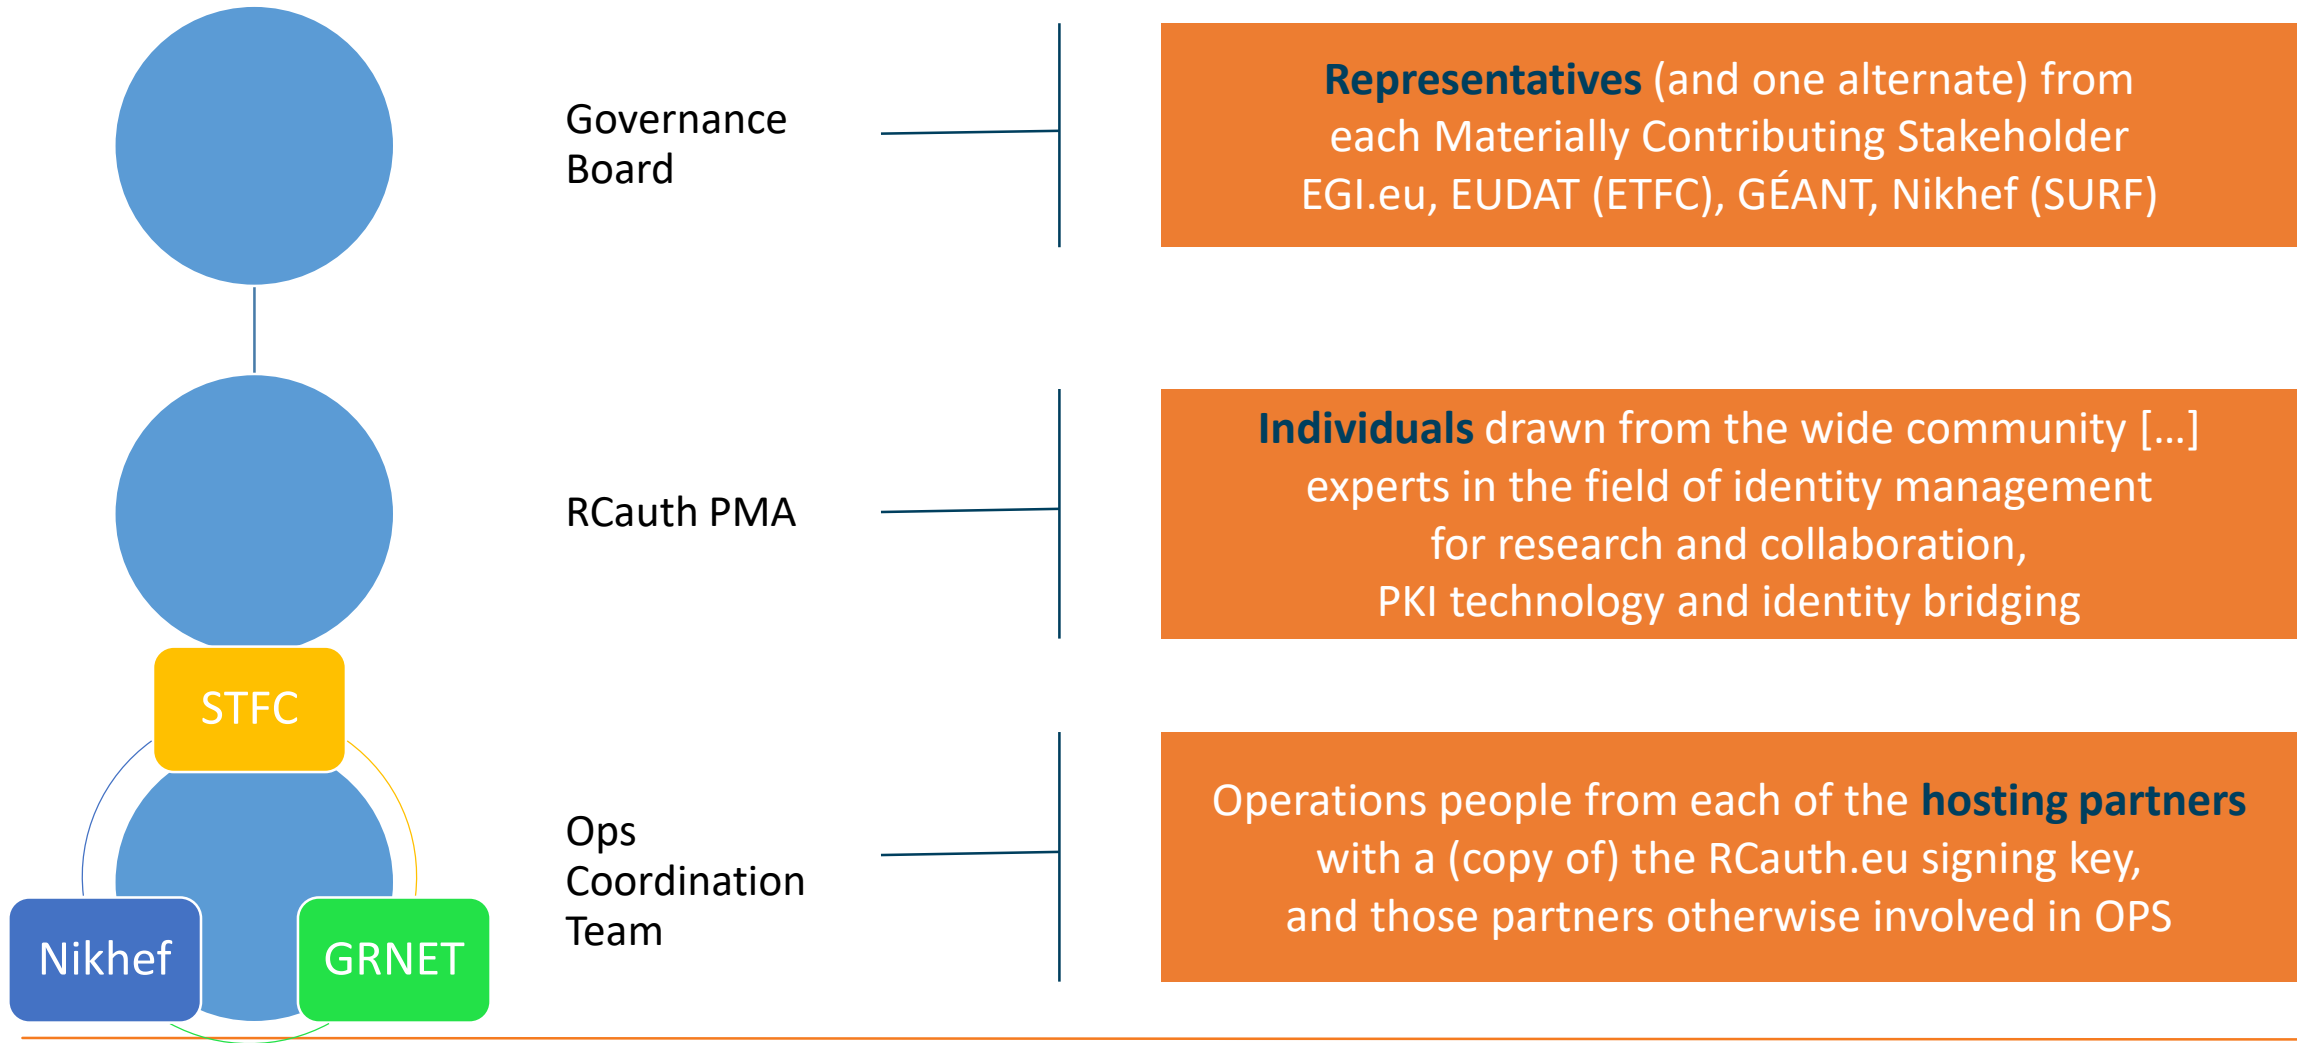 Governance
Board
Representatives (and one alternate) from
each Materially Contributing Stakeholder
EGI.eu, EUDAT (ETFC), GÉANT, Nikhef (SURF)
RCauth PMA
Individuals drawn from the wide community […]
experts in the field of identity management
for research and collaboration,
PKI technology and identity bridging
STFC
Nikhef
GRNET
Ops
Coordination
Team
Operations people from each of the hosting partners
with a (copy of) the RCauth.eu signing key,
and those partners otherwise involved in OPS